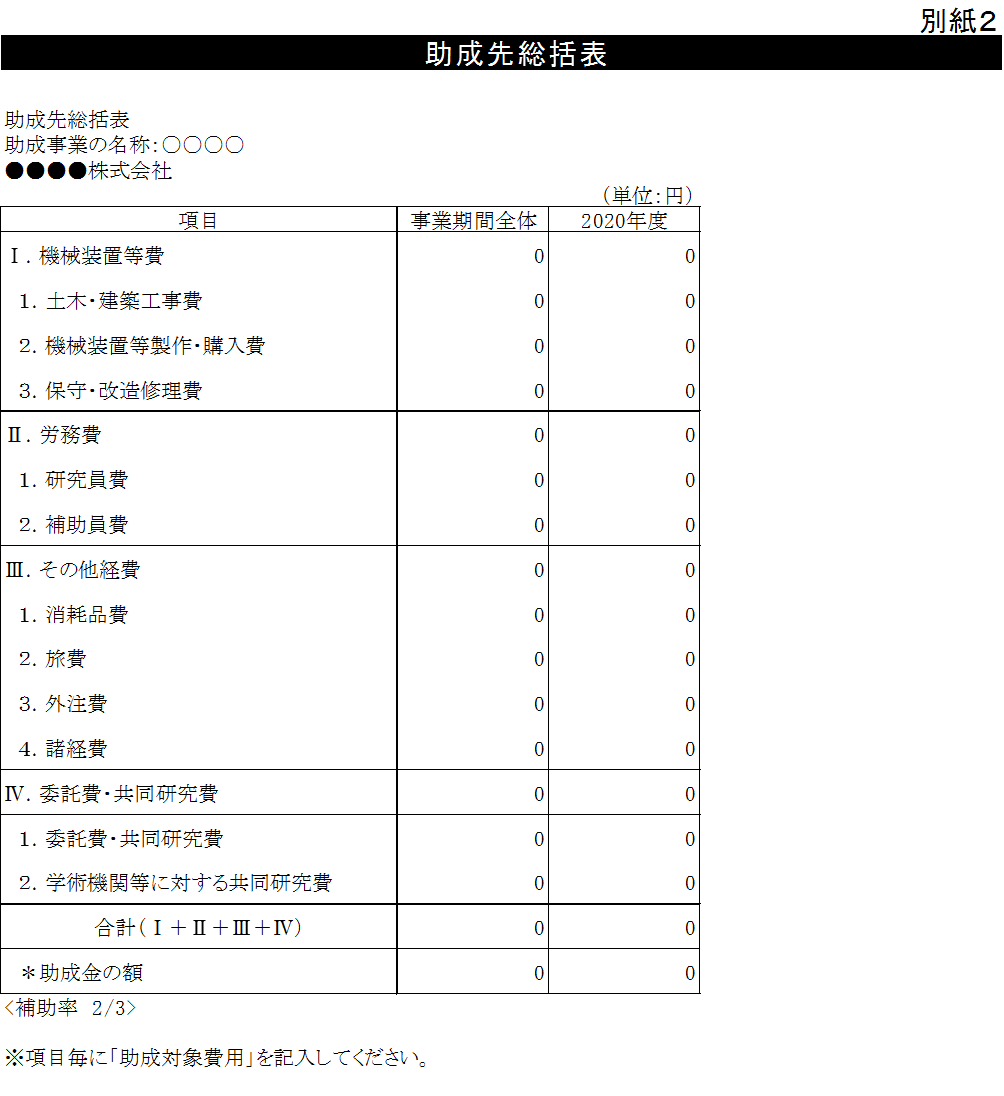 別紙２
助成先総括表
助成先総括表
助成事業の名称：○○○○
●●●●株式会社
（単位：円）
項目 事業期間全体 2020年度
Ⅰ．機械装置等費 0 0
１．土木・建築工事費 0 0
２．機械装置等製作・購入費 0 0
３．保守・改造修理費 0 0
Ⅱ．労務費 0 0
１．研究員費 0 0
２．補助員費 0 0
Ⅲ．その他経費 0 0
１．消耗品費 0 0
２．旅費 0 0
３．外注費 0 0
４．諸経費 0 0
Ⅳ．委託費・共同研究費 0 0
１．委託費・共同研究費 0 0
２．学術機関等に対する共同研究費 0 0
合計（Ⅰ＋Ⅱ＋Ⅲ＋Ⅳ） 0 0
＊助成金の額 0 0
<補助率　2/3>
※項目毎に「助成対象費用」を記入してください。